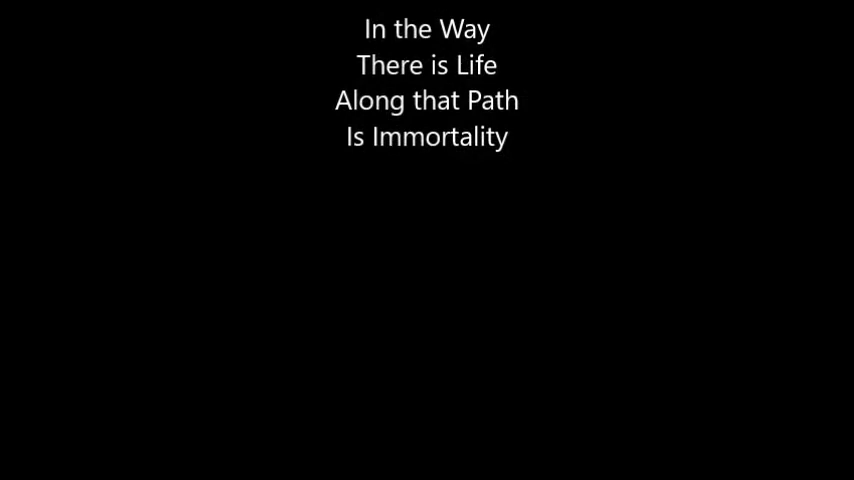 In the Way
There is Life
Along that Path
Is Immortality